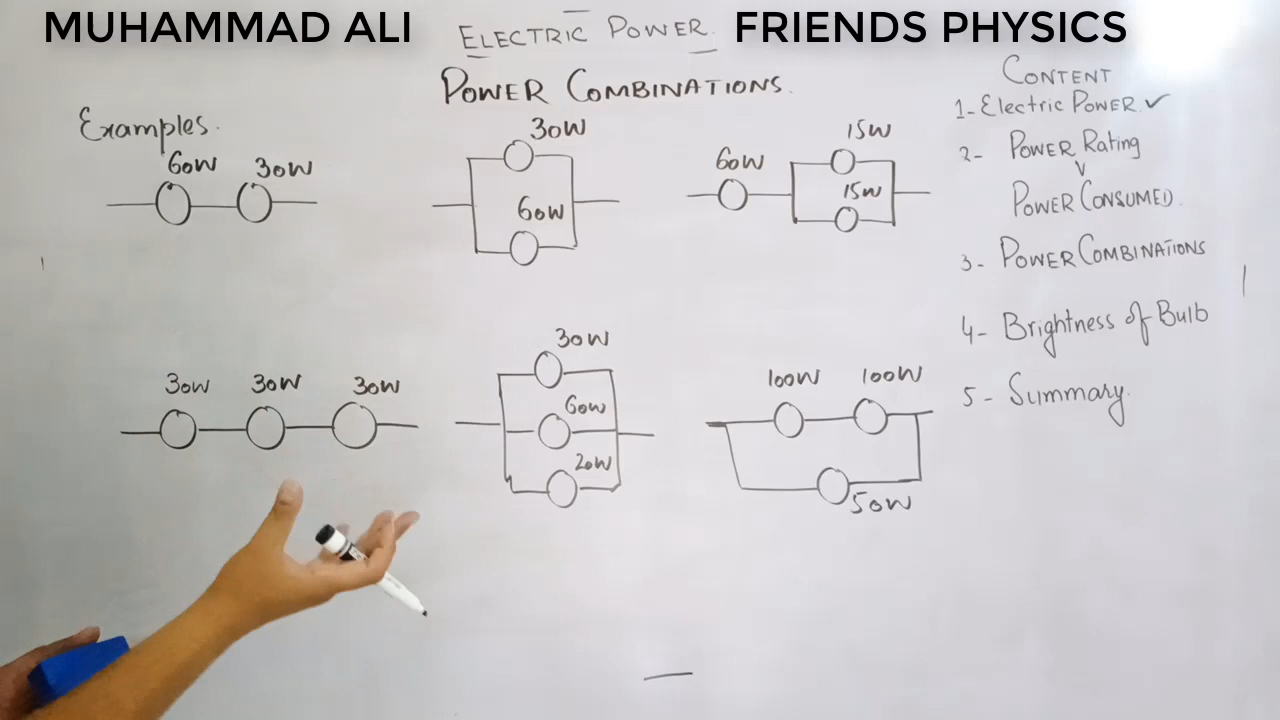 MUHAMMAD ALI
ELECTRIC POWER
FRIENDS PHYSICS
POWER COMBINATIONS.
Examples.
60W 30W
30W
60W
60W
15W
15W
30W 30W 30W
30W
60W
20W
100W 100W
50W
CONTENT
1- Electric POWER ✓
2- POWER Rating
POWER CONSUMED.
3- POWER COMBINATIONS
4- Brightness of Bulb
5- Summary.